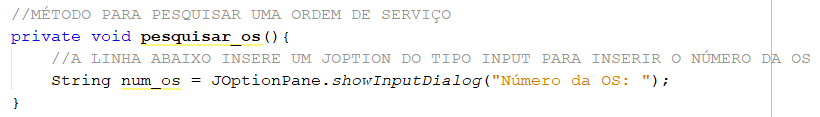 //MÉTODO PARA PESQUISAR UMA ORDEM DE SERVIÇO
private void pesquisar_os(){
//A LINHA ABAIXO INSERE UM JOPTION DO TIPO INPUT PARA INSERIR O NÚMERO DA OS
String num_os = JOptionPane.showInputDialog("Número da OS: ");
}